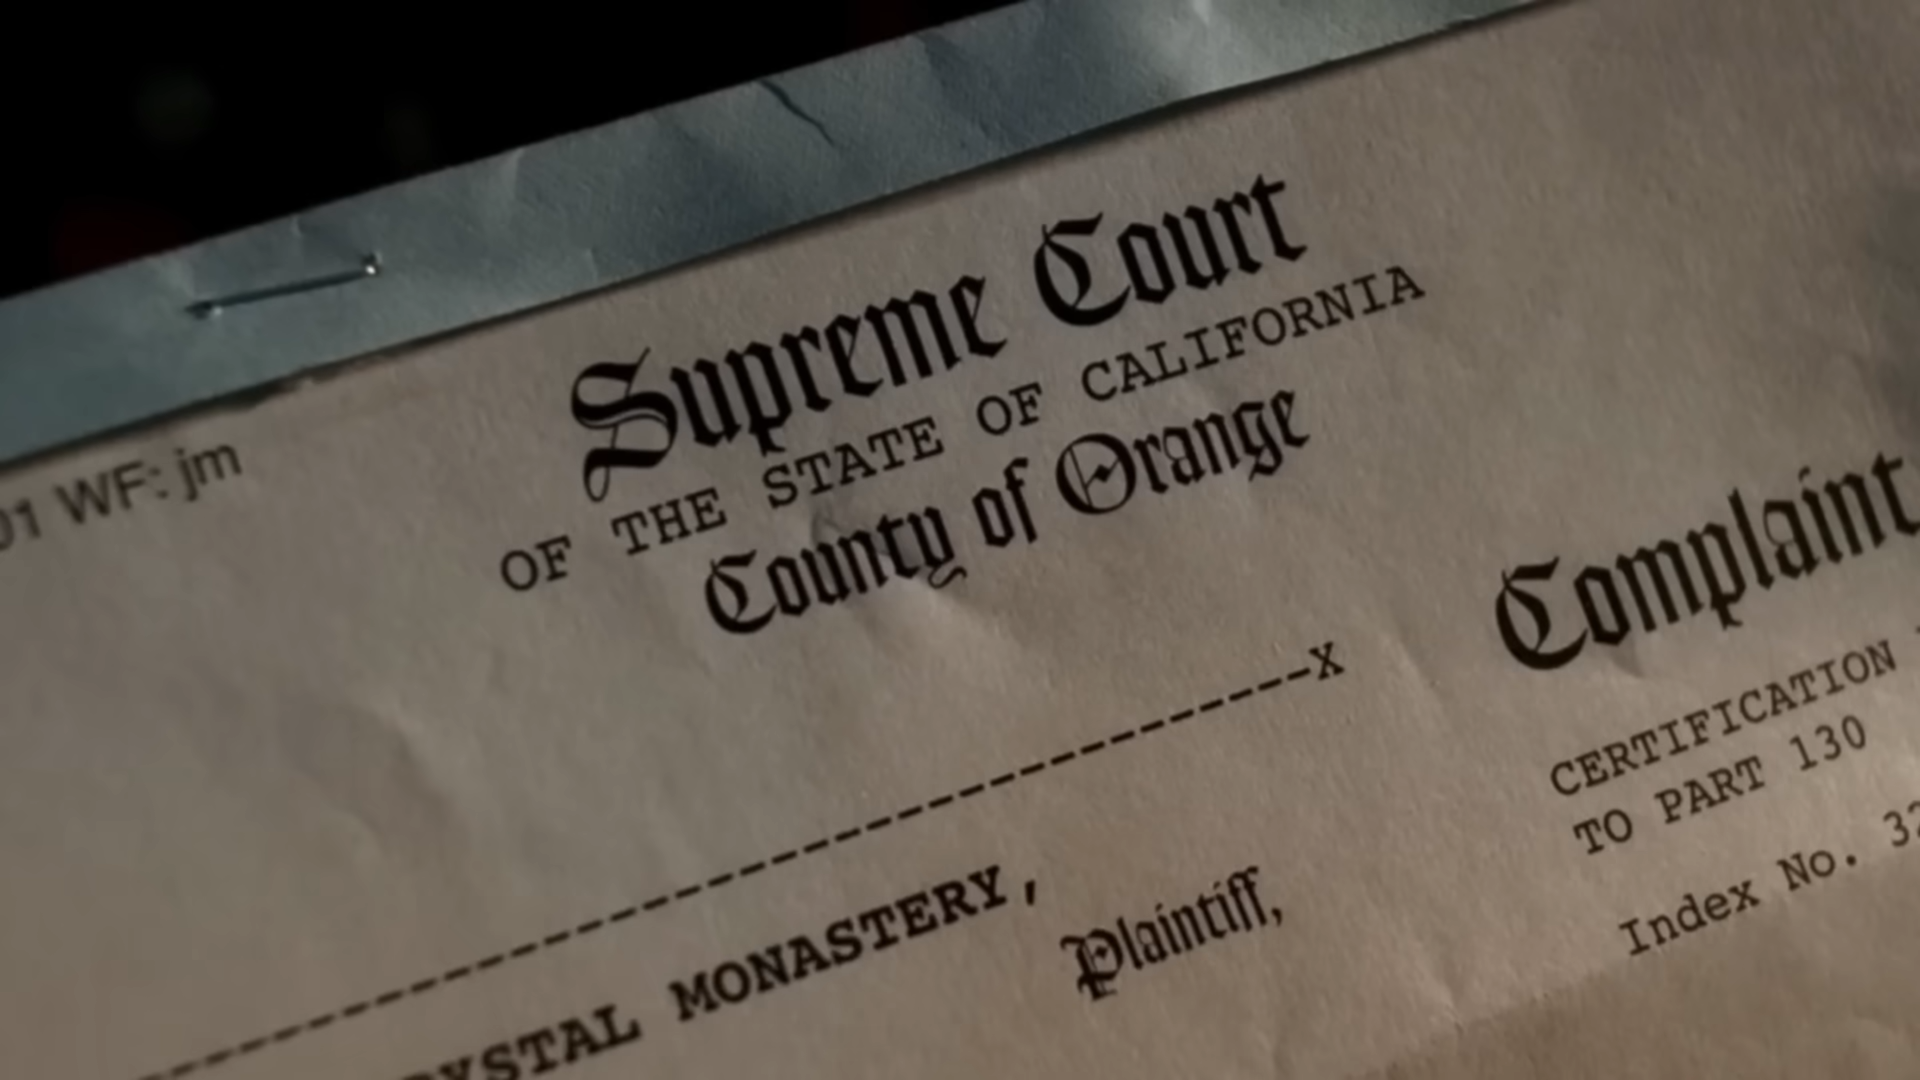 01 WF: jm
Supreme Court
OF THE STATE OF CALIFORNIA
County of Orange
Complaint
CERTIFICATION
TO PART 130
Index No. 32
X
MONASTERY,
Plaintiff,